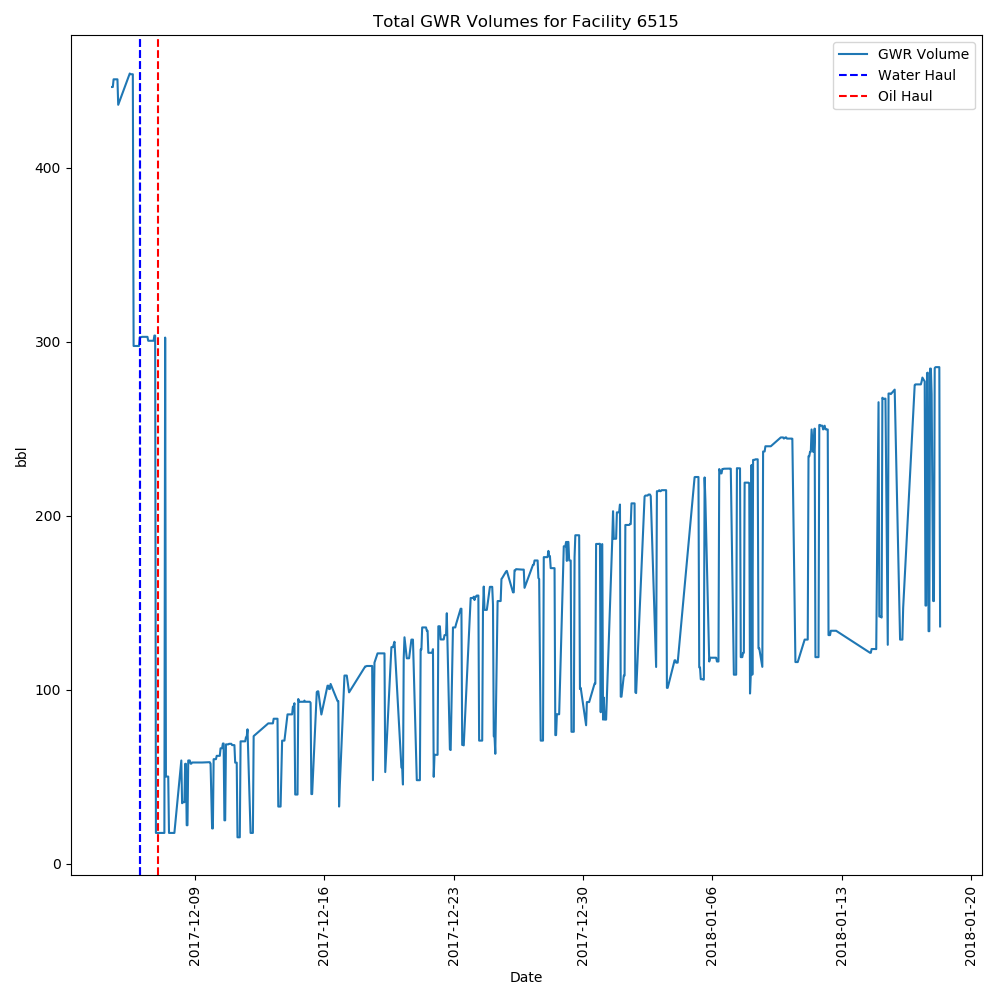 Total GWR Volumes for Facility 6515
GWR Volume
Water Haul
Oil Haul
400
300
200
100
0
bbl
2017-12-09
2017-12-16
2017-12-23
2017-12-30
2018-01-06
2018-01-13
2018-01-20
Date